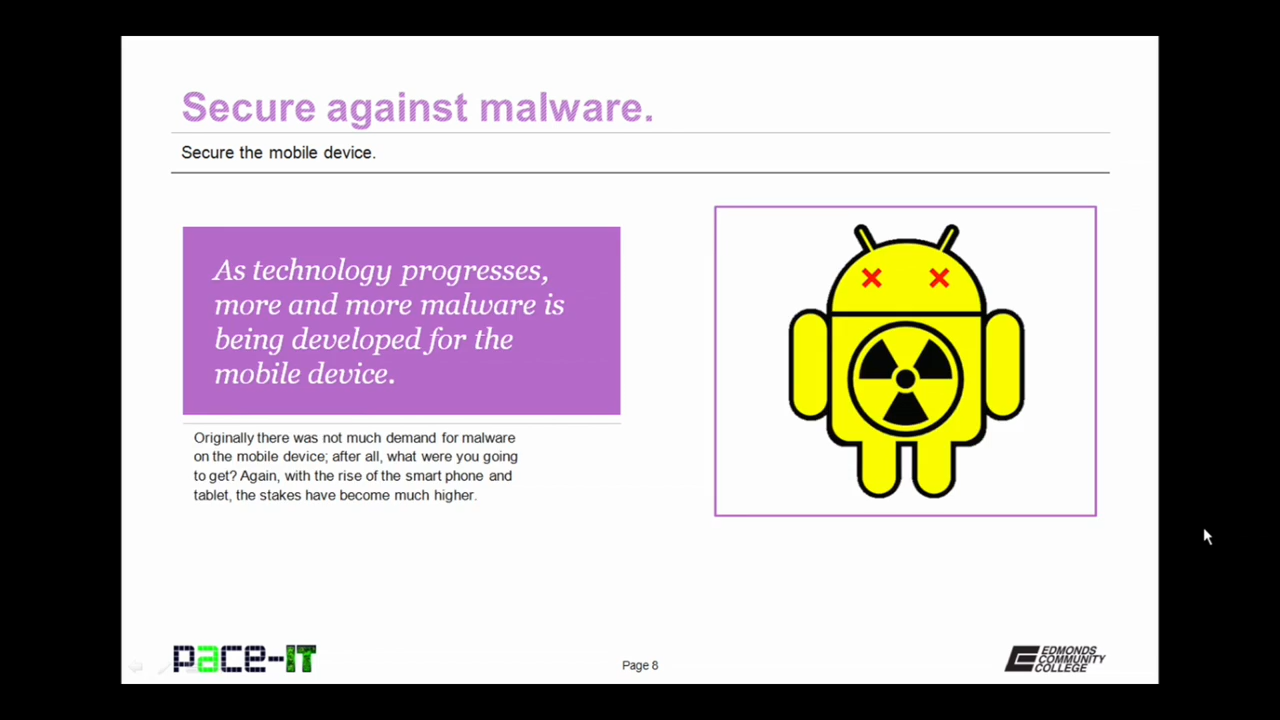 Secure against malware.
Secure the mobile device.
As technology progresses,
more and more malware is
being developed for the
mobile device.
Originally there was not much demand for malware
on the mobile device; after all, what were you going
to get? Again, with the rise of the smart phone and
tablet, the stakes have become much higher.
pace-IT
Page 8
EDMONDS
COMMUNITY
COLLEGE